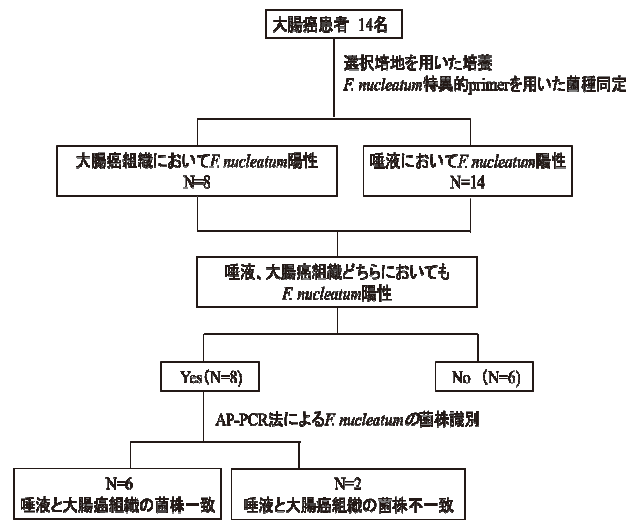 大腸癌患者 14名
選択培地を用いた培養
F. nucleatum特異的primerを用いた菌種同定
大腸癌組織においてF. nucleatum陽性
N=8
唾液においてF. nucleatum陽性
N=14
唾液、大腸癌組織どちらにおいても
F. nucleatum陽性
Yes(N=8)
No (N=6)
AP-PCR法によるF. nucleatumの菌株識別
N=6
唾液と大腸癌組織の菌株一致
N=2
唾液と大腸癌組織の菌株不一致